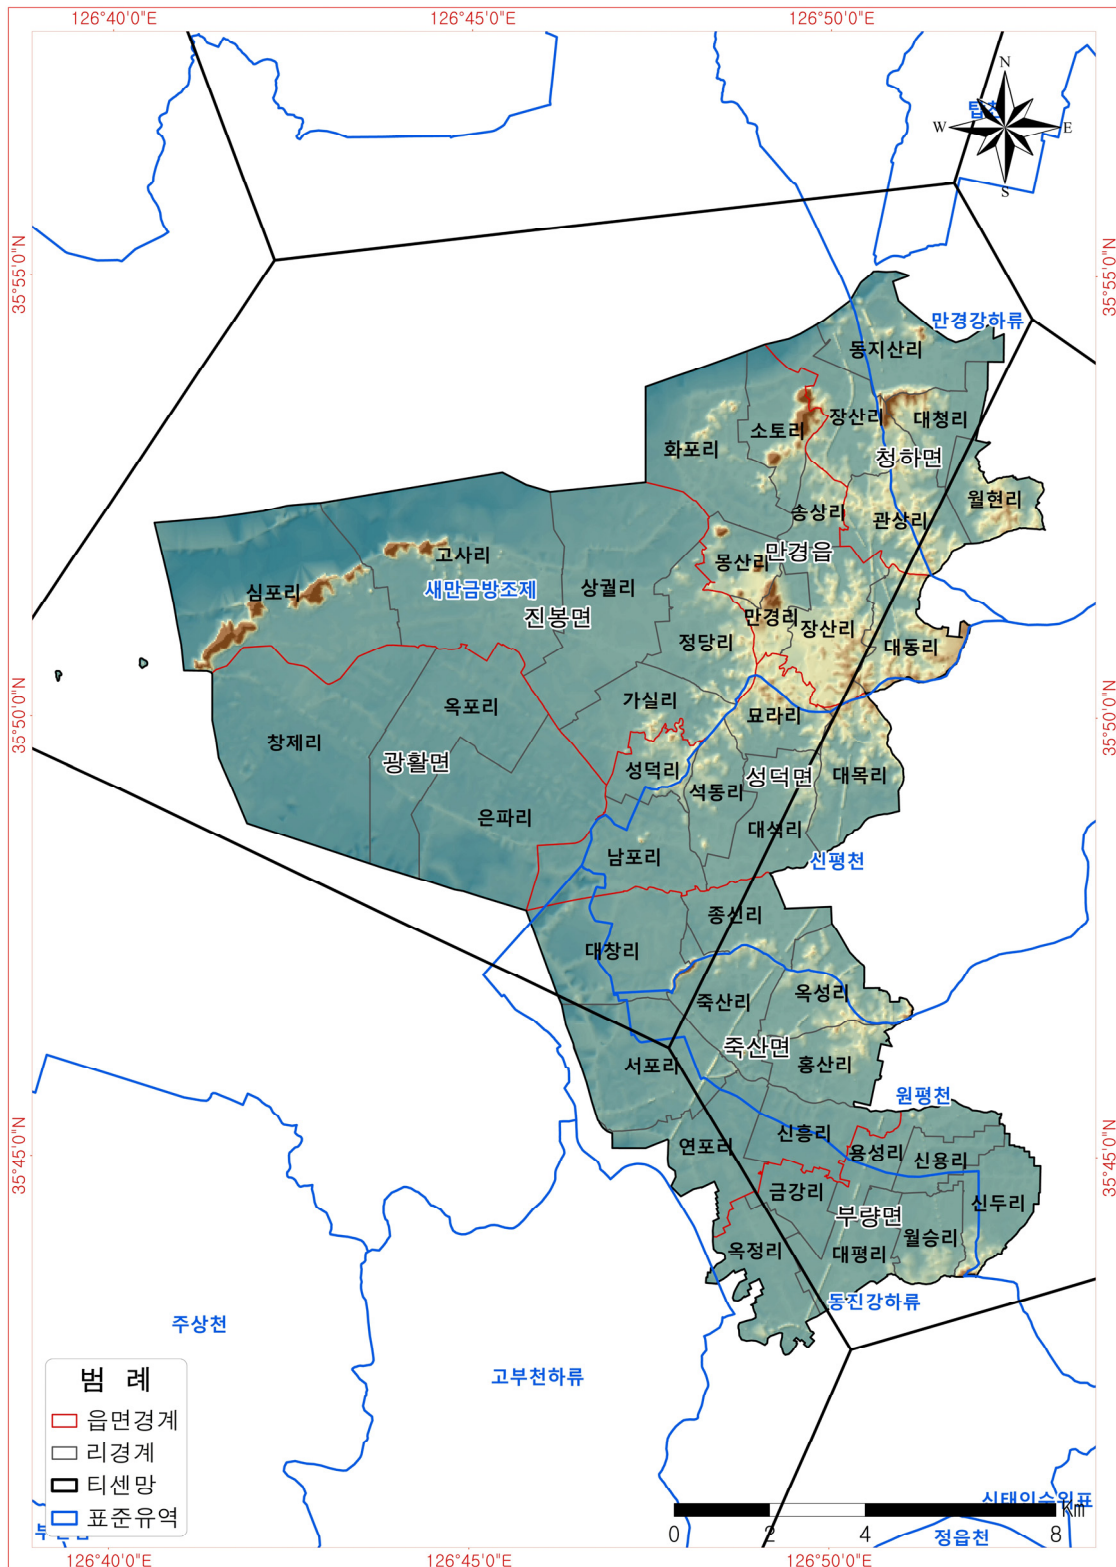 126°40'0"E 126°45'0"E 126°50'0"E
N
W E
S
35°55'0"N 35°55'0"N
만경강하류
동지산리
장산리 대청리
소토리
화포리 청하면
월현리
송상리 관상리
고사리 몽산리 만경읍
심포리 새만금방조제 상궐리
진봉면 만경리
장산리
정당리 대동리
가실리
옥포리 묘라리
35°50'0"N 35°50'0"N
창제리
광활면 성덕리 성덕면 대목리
석동리
은파리 대석리
남포리 신평천
종신리
대창리
죽산리 옥성리
죽산면
서포리 홍산리
원평천
신흥리
연포리 용성리 신용리
35°45'0"N 35°45'0"N
금강리 신두리
부량면
옥정리 대평리 월승리
동진강하류
주상천
고부천하류
범 례
읍면경계
리경계
티센망
표준유역
신태인수위표
Km
0 2 4 8
정읍천
126°40'0"E 126°45'0"E 126°50'0"E